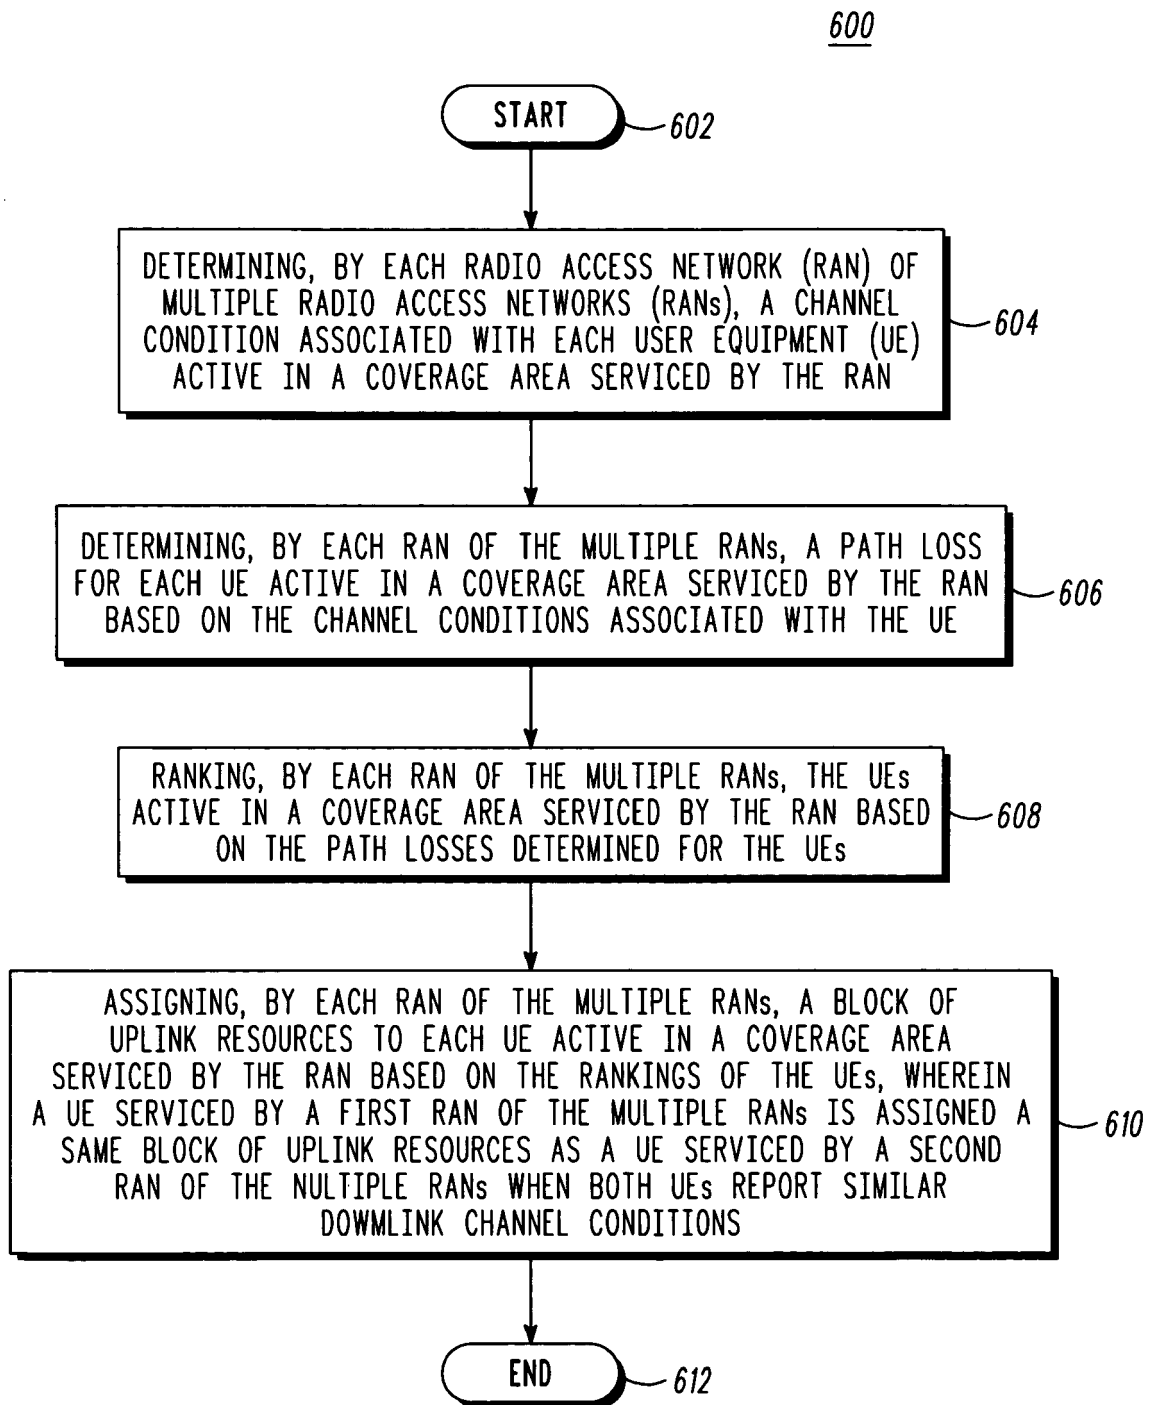 600
START
602
DETERMINING, BY EACH RADIO ACCESS NETWORK (RAN) OF
MULTIPLE RADIO ACCESS NETWORKS (RANs), A CHANNEL
CONDITION ASSOCIATED WITH EACH USER EQUIPMENT (UE)
ACTIVE IN A COVERAGE AREA SERVICED BY THE RAN
604
DETERMINING, BY EACH RAN OF THE MULTIPLE RANs, A PATH LOSS
FOR EACH UE ACTIVE IN A COVERAGE AREA SERVICED BY THE RAN
BASED ON THE CHANNEL CONDITIONS ASSOCIATED WITH THE UE
606
RANKING, BY EACH RAN OF THE MULTIPLE RANs, THE UEs
ACTIVE IN A COVERAGE AREA SERVICED BY THE RAN BASED
ON THE PATH LOSSES DETERMINED FOR THE UEs
608
ASSIGNING, BY EACH RAN OF THE MULTIPLE RANs, A BLOCK OF
UPLINK RESOURCES TO EACH UE ACTIVE IN A COVERAGE AREA
SERVICED BY THE RAN BASED ON THE RANKINGS OF THE UEs, WHEREIN
A UE SERVICED BY A FIRST RAN OF THE MULTIPLE RANs IS ASSIGNED A
SAME BLOCK OF UPLINK RESOURCES AS A UE SERVICED BY A SECOND
RAN OF THE NULTIPLE RANs WHEN BOTH UEs REPORT SIMILAR
DOWMLINK CHANNEL CONDITIONS
610
END
612